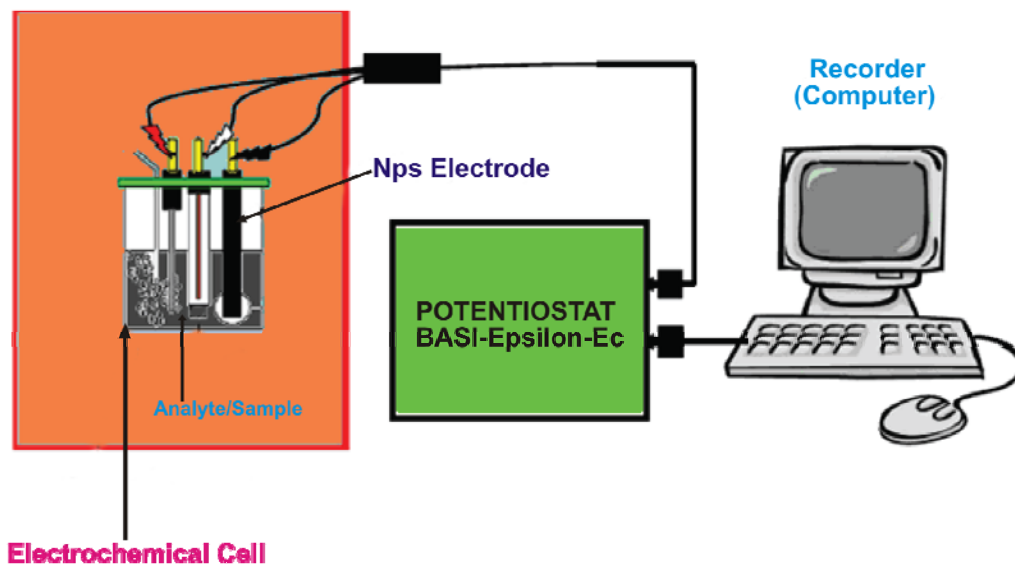 Recorder
(Computer)
Nps Electrode
POTENTIOSTAT
BASI-Epsilon-Ec
Analyte/Sample
Electrochemical Cell